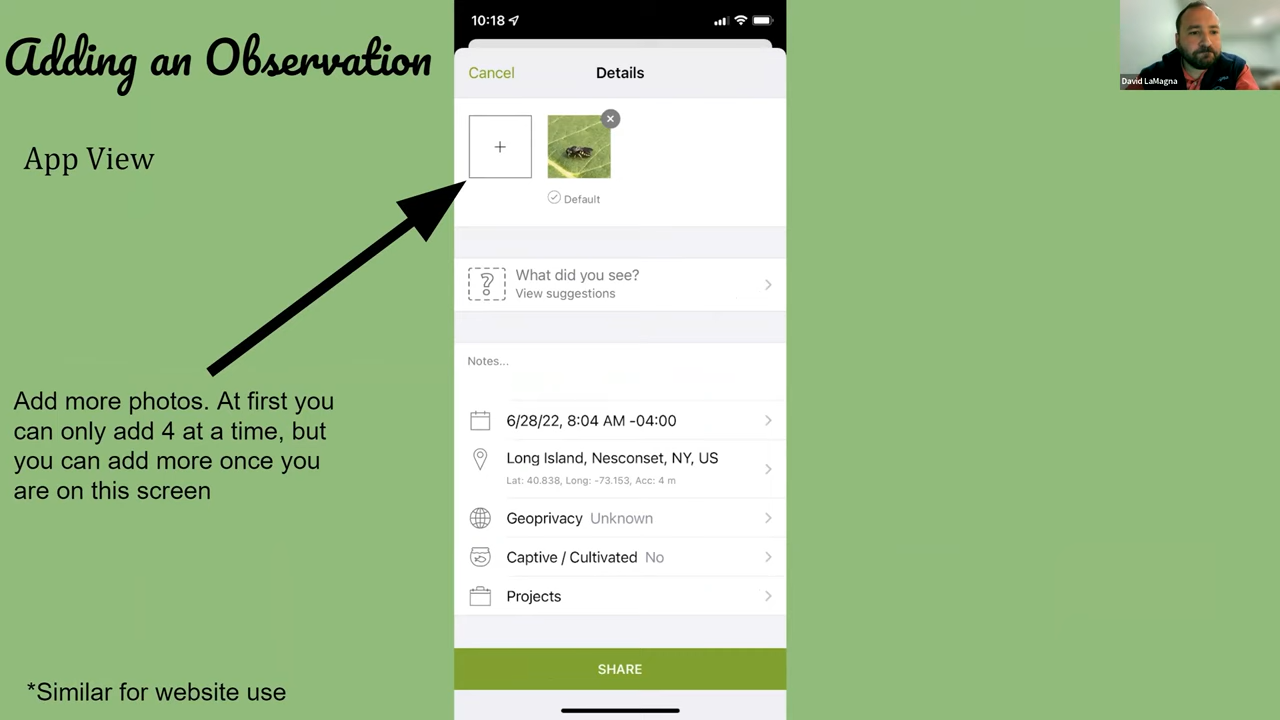 Adding an Observation
App View
Add more photos. At first you
can only add 4 at a time, but
you can add more once you
are on this screen
*Similar for website use
10:18
Cancel
Details
+
Default
?
What did you see?
View suggestions
Notes...
6/28/22, 8:04 AM -04:00
Long Island, Nesconset, NY, US
Lat: 40.838, Long: -73.153, Acc: 4 m
Geoprivacy Unknown
Captive / Cultivated No
Projects
SHARE
David LaMagna